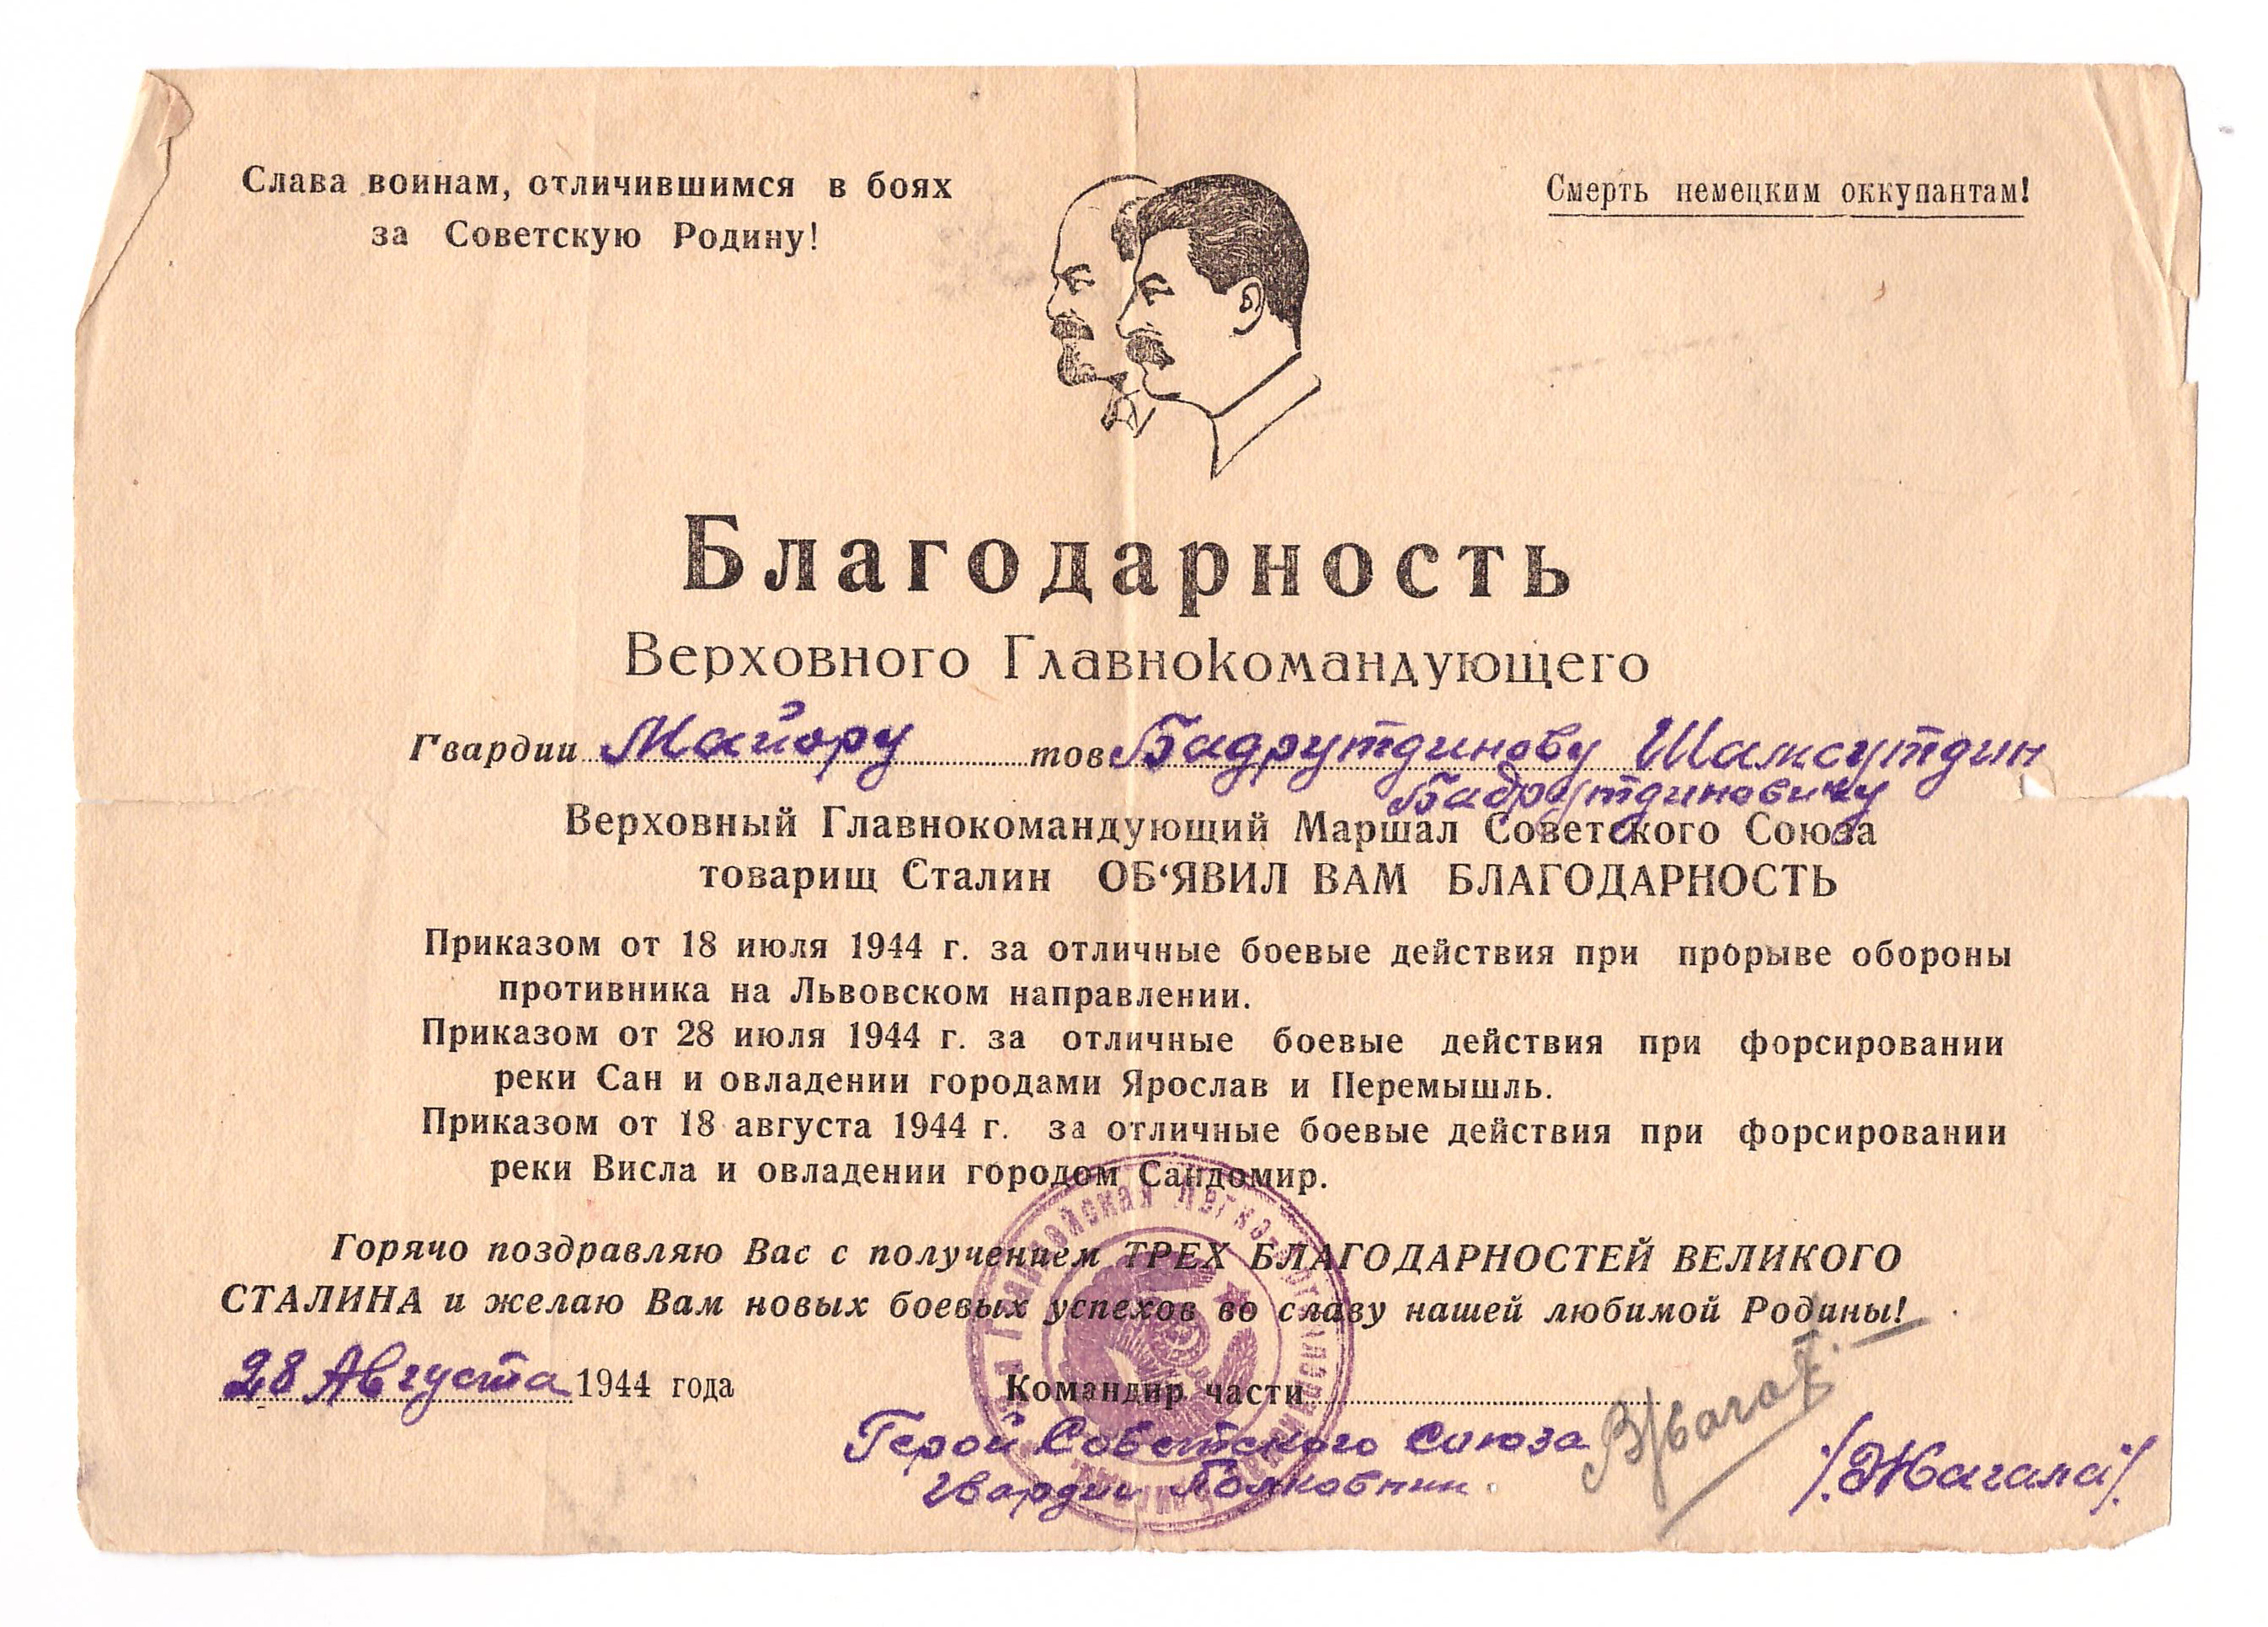 Слава воинам, отличившимся в боях
за Советскую Родину!
Смерть немецким оккупантам!
Благодарность
Верховного Главнокомандующего
Гвардии Майору тов Бадрутдинову Шамсутдин
Бадрутдиновичу
Верховный Главнокомандующий Маршал Советского Союза
товарищ Сталин ОБ‘ЯВИЛ ВАМ БЛАГОДАРНОСТЬ
Приказом от 18 июля 1944 г. за отличные боевые действия при прорыве обороны
противника на Львовском направлении.
Приказом от 28 июля 1944 г. за отличные боевые действия при форсировании
реки Сан и овладении городами Ярослав и Перемышль.
Приказом от 18 августа 1944 г. за отличные боевые действия при форсировании
реки Висла и овладении городом Сандомир.
Горячо поздравляю Вас с получением ТРЕХ БЛАГОДАРНОСТЕЙ ВЕЛИКОГО
СТАЛИНА и желаю Вам новых боевых успехов во славу нашей любимой Родины!
28 Августа 1944 года
Командир части
Герой Советского Союза
гвардии Полковник
/Жагала/.